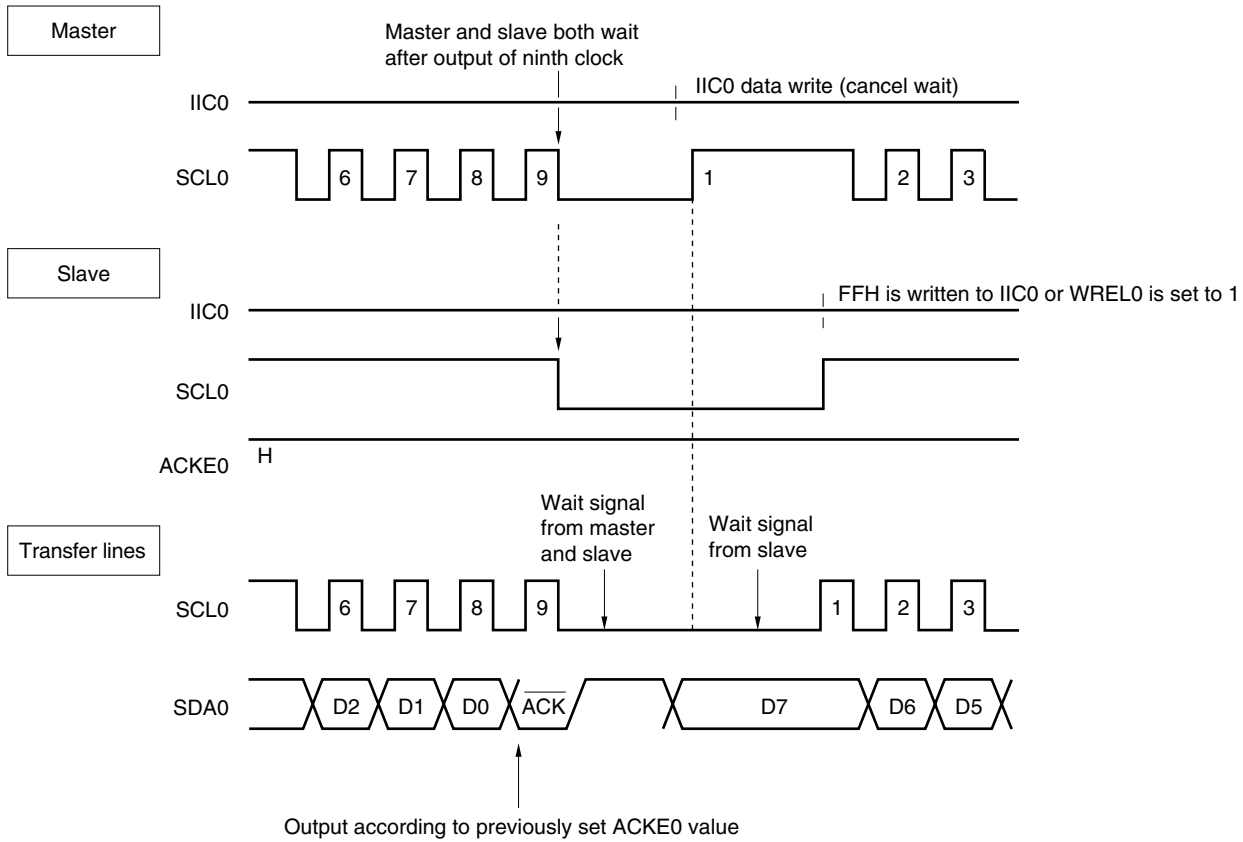 Master
Master and slave both wait
after output of ninth clock
IIC0 data write (cancel wait)
IIC0
SCL0
6 7 8 9 1 2 3
Slave
FFH is written to IIC0 or WREL0 is set to 1
IIC0
SCL0
H
ACKE0
Wait signal
from master
and slave
Wait signal
from slave
Transfer lines
SCL0
6 7 8 9 1 2 3
SDA0
D2 D1 D0 ACK D7 D6 D5
Output according to previously set ACKE0 value